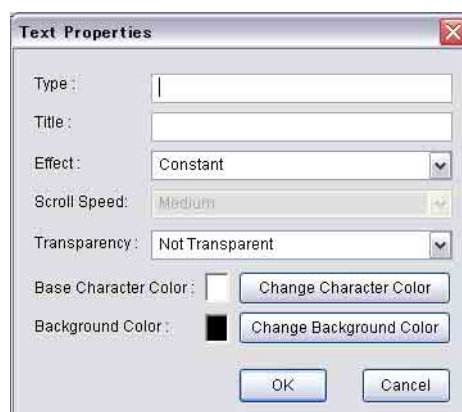 Text Properties
Type :
Title :
Effect : Constant
Scroll Speed: Medium
Transparency : Not Transparent
Base Character Color : Change Character Color
Background Color : Change Background Color
OK Cancel